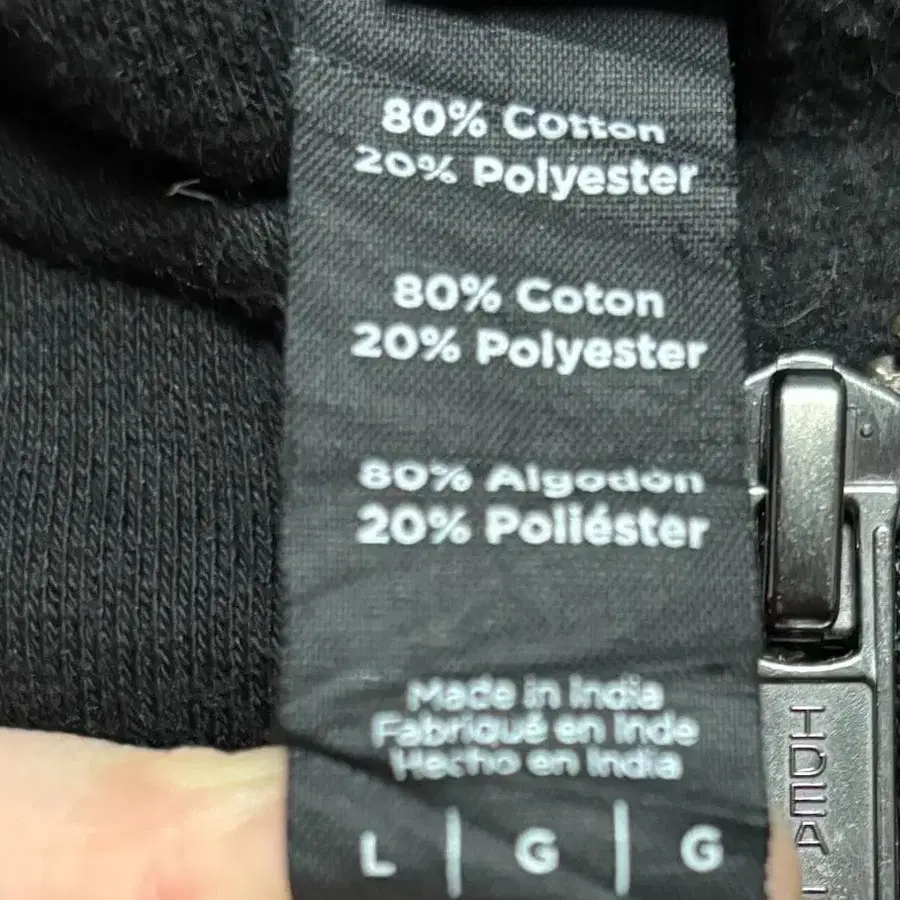 80% Cotton
20% Polyester
80% Coton
20% Polyester
80% Algodón
20% Poliéster
Made in India
Fabriqué en Inde
Hecho en India
L | G | G
IDEAL